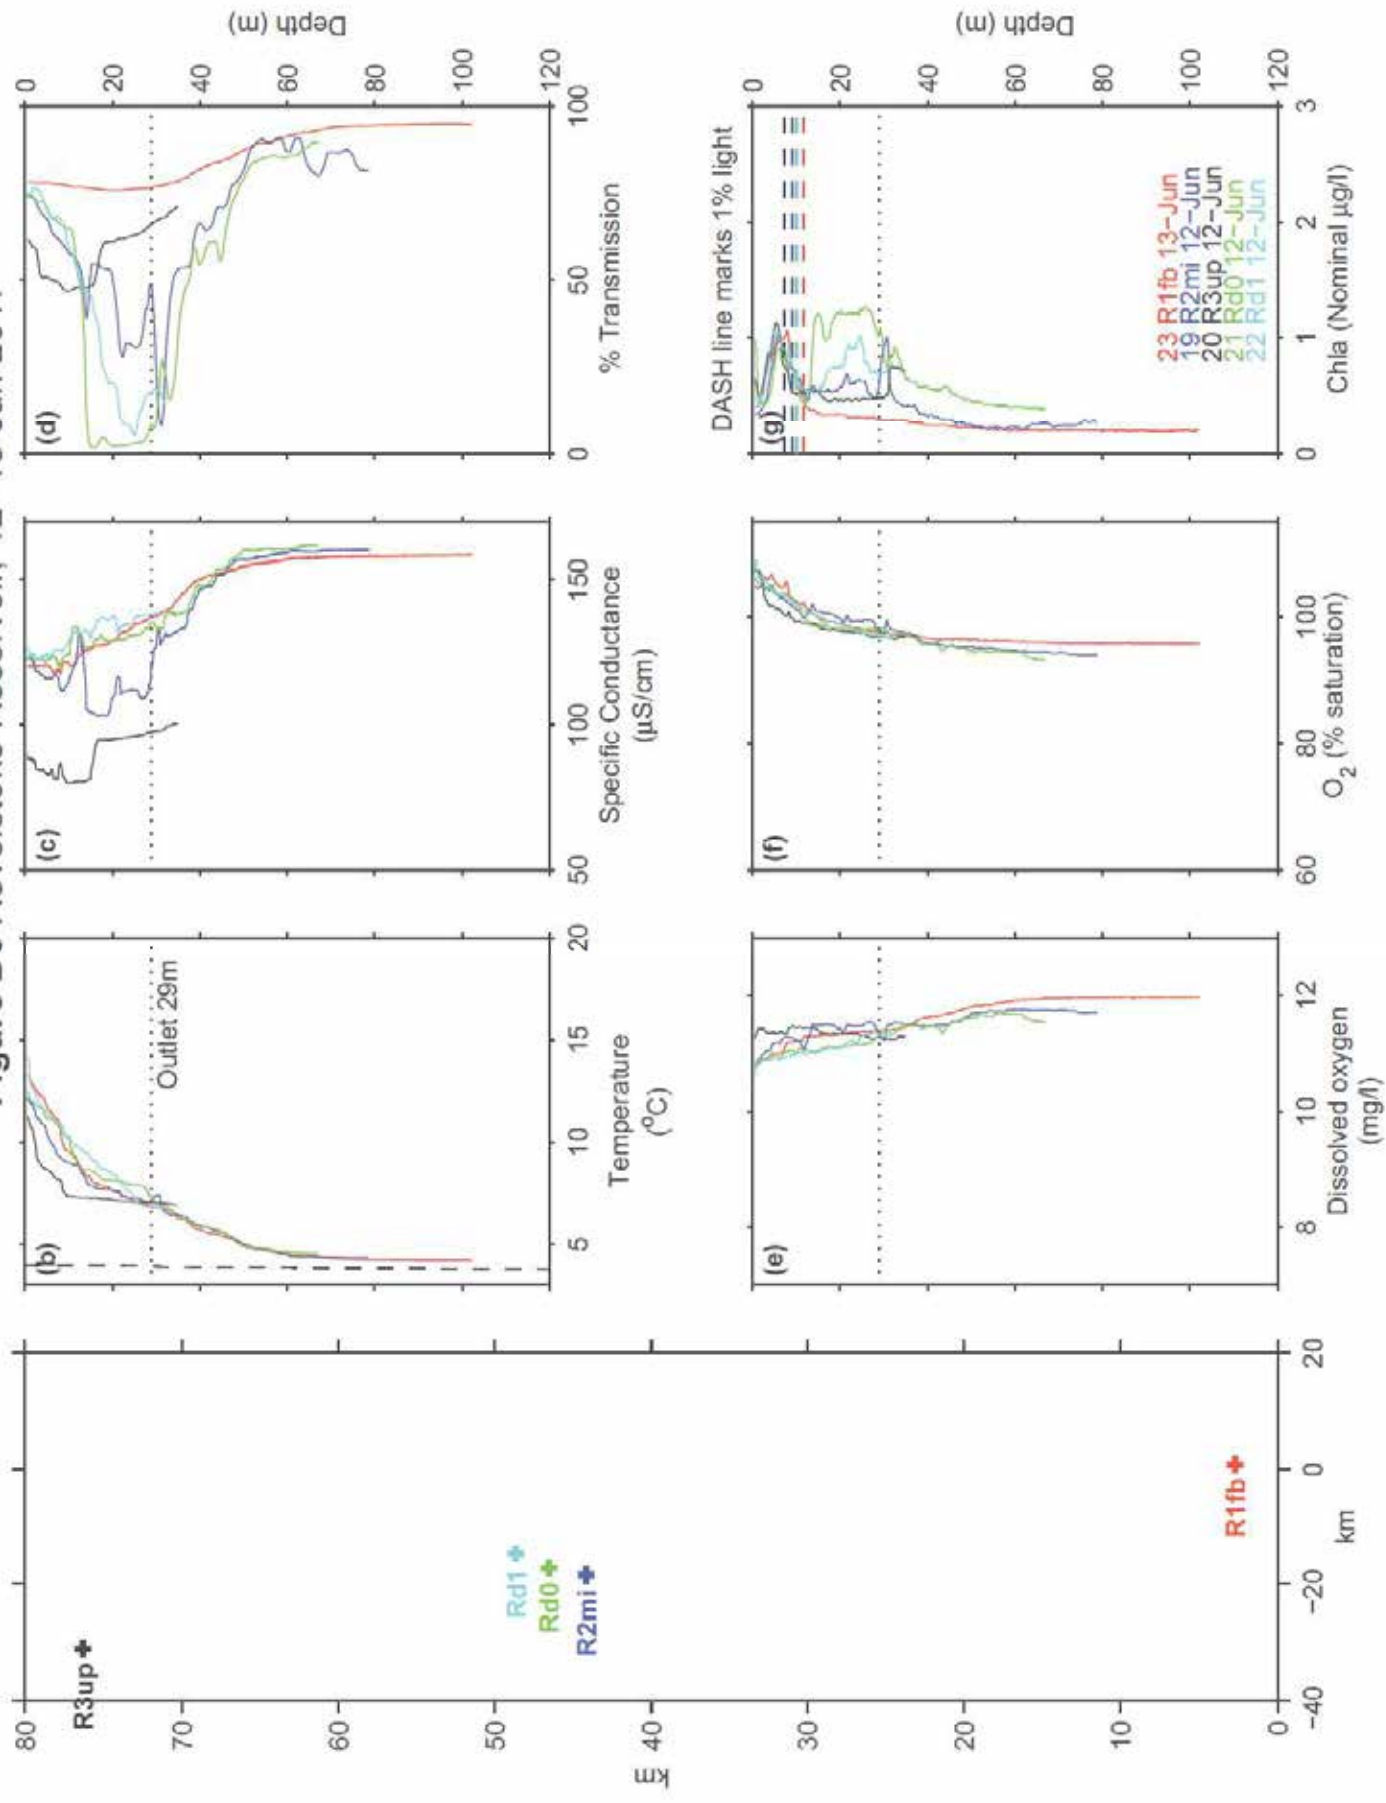 80
70
60
50
40
30
20
10
0
km
−40
−20
0
20
km
R3up
Rd1
Rd0
R2mi
R1fb
(b)
Outlet 29m
5
10
15
20
Temperature
(°C)
(c)
50
100
150
Specific Conductance
(µS/cm)
(d)
0
50
100
% Transmission
0
20
40
60
80
100
120
Depth (m)
(e)
8
10
12
Dissolved oxygen
(mg/l)
(f)
60
80
100
O₂ (% saturation)
DASH line marks 1% light
(g)
23 R1fb 13−Jun
19 R2mi 12−Jun
20 R3up 12−Jun
21 Rd0 12−Jun
22 Rd1 12−Jun
0
1
2
3
Chla (Nominal µg/l)
0
20
40
60
80
100
120
Depth (m)